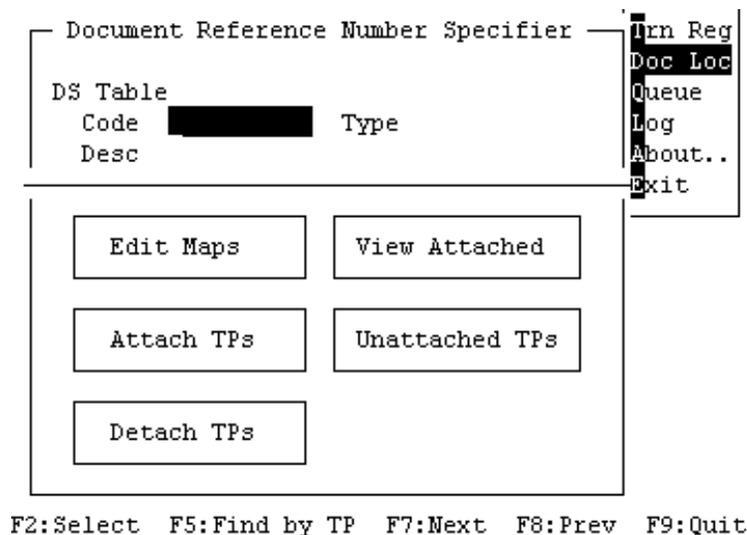 Document Reference Number Specifier
Trn Reg
Doc Loc
DS Table
Queue
Code Type
Log
Desc
About..
Exit
Edit Maps View Attached
Attach TPs Unattached TPs
Detach TPs
F2:Select F5:Find by TP F7:Next F8:Prev F9:Quit